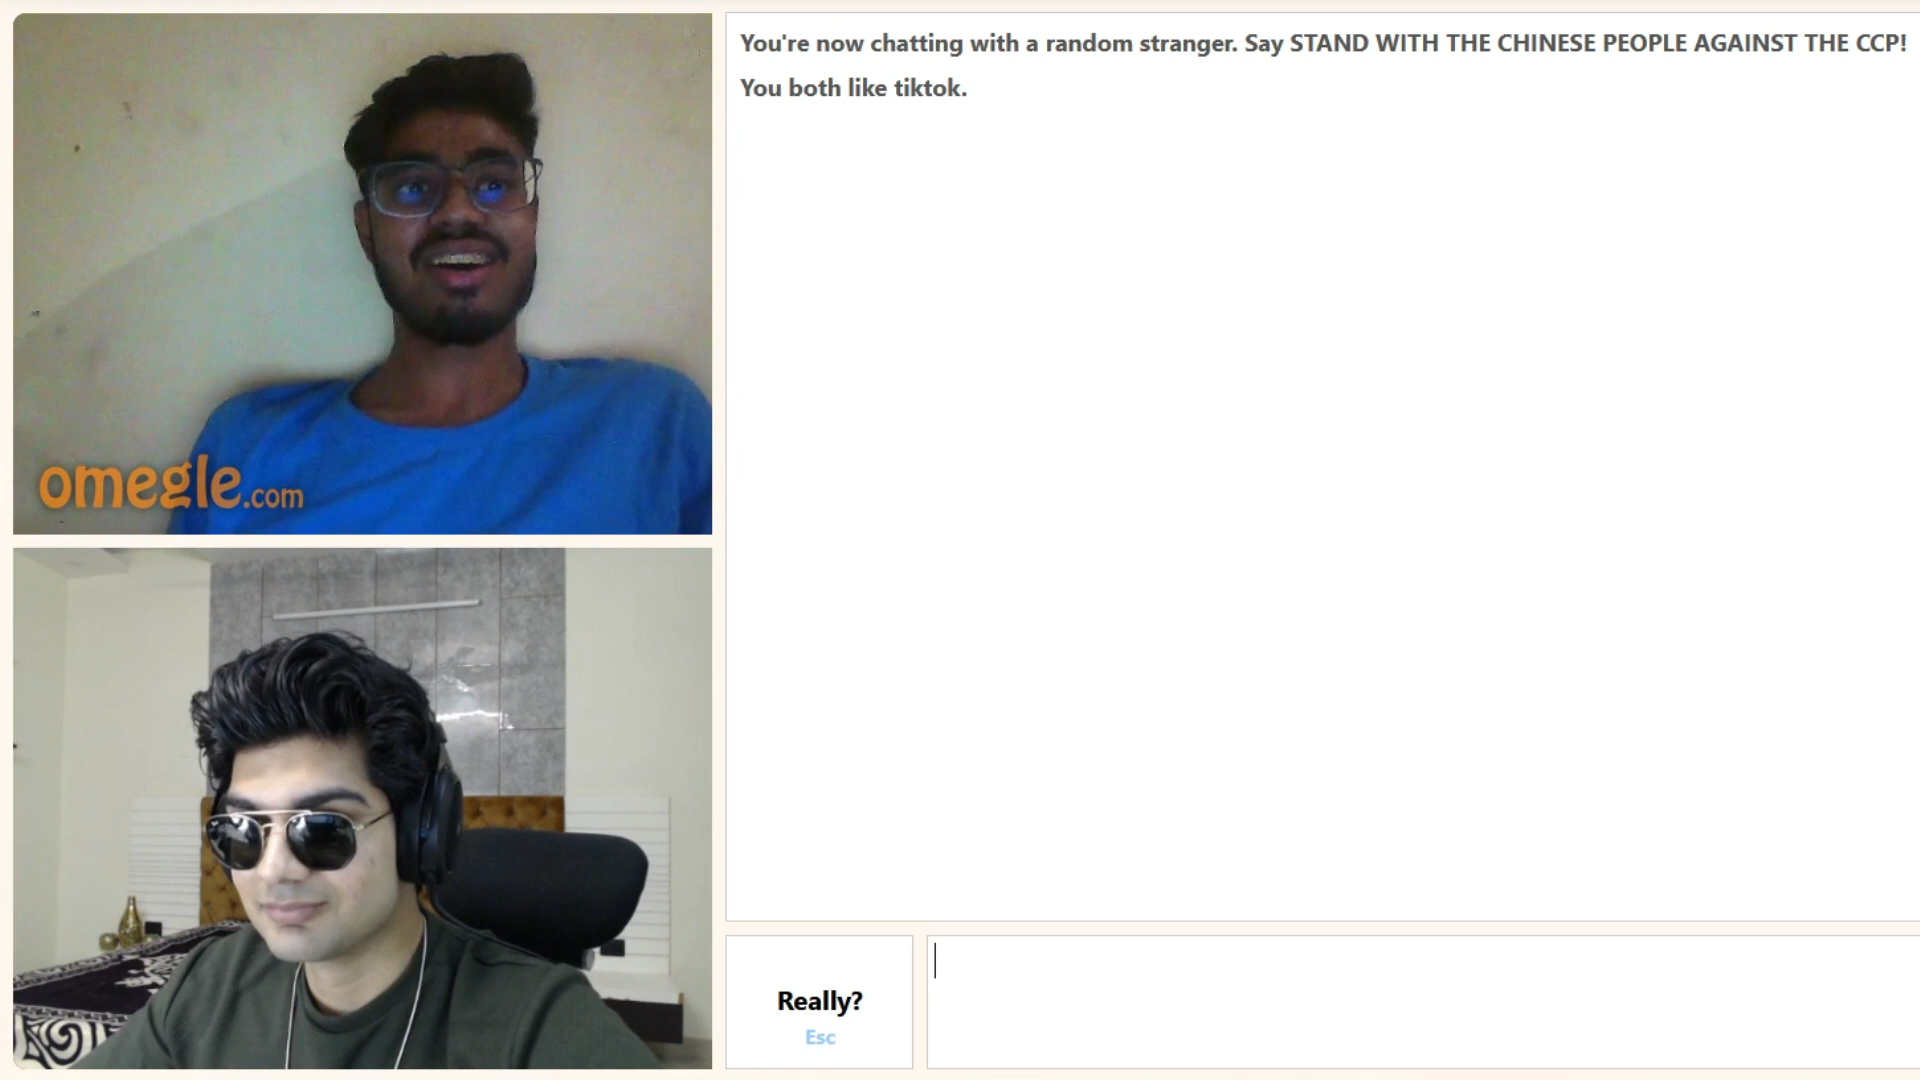 You're now chatting with a random stranger. Say STAND WITH THE CHINESE PEOPLE AGAINST THE CCP!
You both like tiktok.
omegle.com
Really?
Esc